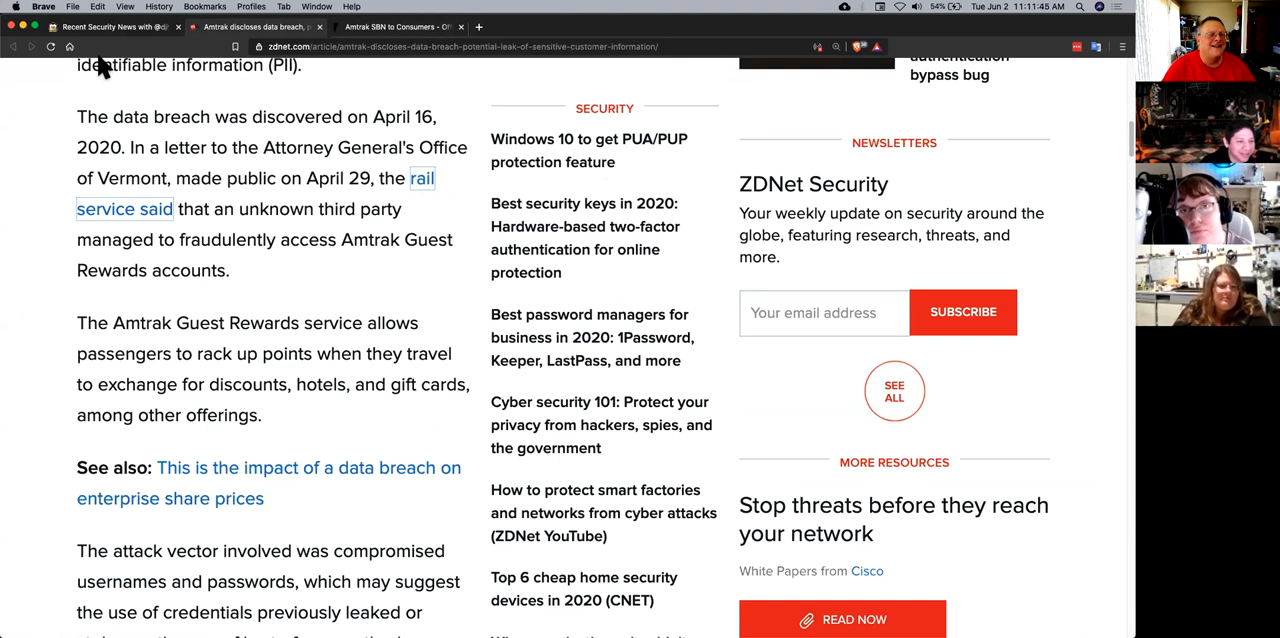 Brave File Edit View History Bookmarks Profiles Tab Window Help
54% Tue Jun 2 11:11:45 AM
Recent Security News with @dj
Amtrak discloses data breach, p
Amtrak SBN to Consumers - Of
zdnet.com/article/amtrak-discloses-data-breach-potential-leak-of-sensitive-customer-information/
identifiable information (PII).
The data breach was discovered on April 16,
2020. In a letter to the Attorney General's Office
of Vermont, made public on April 29, the rail
service said that an unknown third party
managed to fraudulently access Amtrak Guest
Rewards accounts.
The Amtrak Guest Rewards service allows
passengers to rack up points when they travel
to exchange for discounts, hotels, and gift cards,
among other offerings.
See also: This is the impact of a data breach on
enterprise share prices
The attack vector involved was compromised
usernames and passwords, which may suggest
the use of credentials previously leaked or
SECURITY
Windows 10 to get PUA/PUP
protection feature
Best security keys in 2020:
Hardware-based two-factor
authentication for online
protection
Best password managers for
business in 2020: 1Password,
Keeper, LastPass, and more
Cyber security 101: Protect your
privacy from hackers, spies, and
the government
How to protect smart factories
and networks from cyber attacks
(ZDNet YouTube)
Top 6 cheap home security
devices in 2020 (CNET)
authentication
bypass bug
NEWSLETTERS
ZDNet Security
Your weekly update on security around the
globe, featuring research, threats, and
more.
Your email address
SUBSCRIBE
SEE
ALL
MORE RESOURCES
Stop threats before they reach
your network
White Papers from Cisco
READ NOW